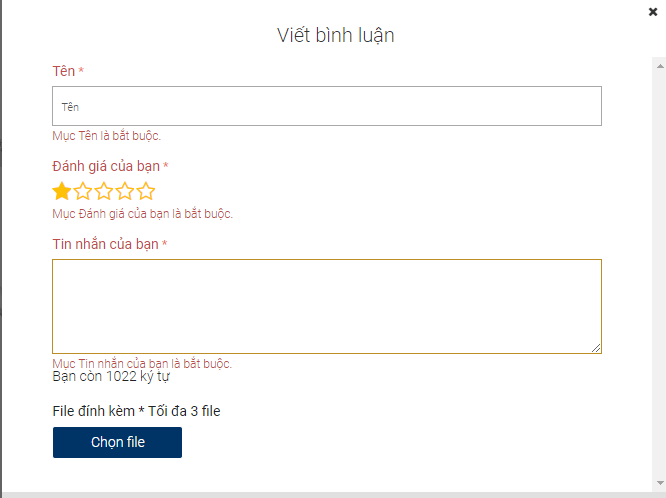 Viết bình luận
Tên *
Tên
Mục Tên là bắt buộc.
Đánh giá của bạn *
Mục Đánh giá của bạn là bắt buộc.
Tin nhắn của bạn *
Mục Tin nhắn của bạn là bắt buộc.
Bạn còn 1022 ký tự
File đính kèm * Tối đa 3 file
Chọn file